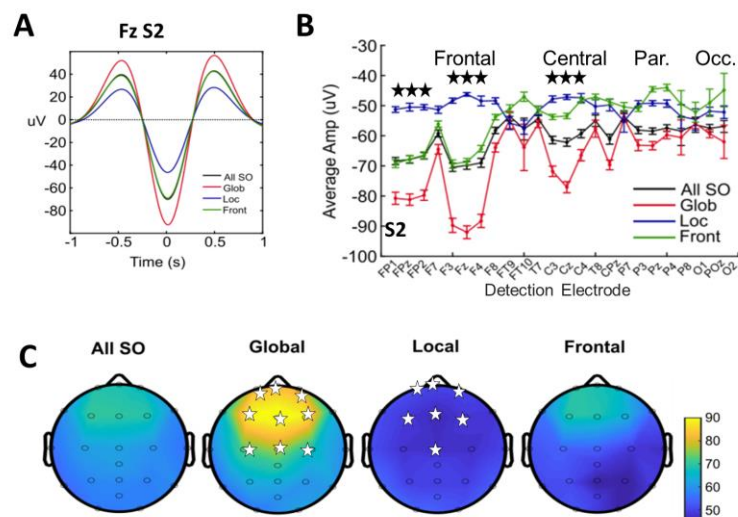 A
Fz S2
40
20
uV 0
-20
-40
-60
-80
All SO
Glob
Loc
Front
-1 -0.5 0 0.5 1
Time (s)
B
-30
-40
-50
-60
-70
-80
-90
-100
Average Amp (uV)
Frontal Central Par. Occ.
S2
All SO
Glob
Loc
Front
FP1 FPz FP2 F7 F3 Fz F4 F8 FT9 FT10 T7 C3 Cz C4 T8 CPz P7 P3 Pz P4 P8 O1 POz O2
Detection Electrode
C
All SO Global Local Frontal
90
80
70
60
50